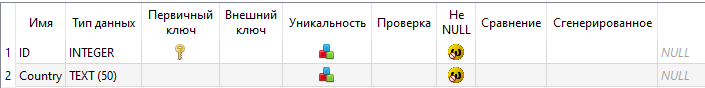 Имя Тип данных Первичный ключ Внешний ключ Уникальность Проверка Не NULL Сравнение Сгенерированное
1 ID INTEGER NULL
2 Country TEXT (50) NULL